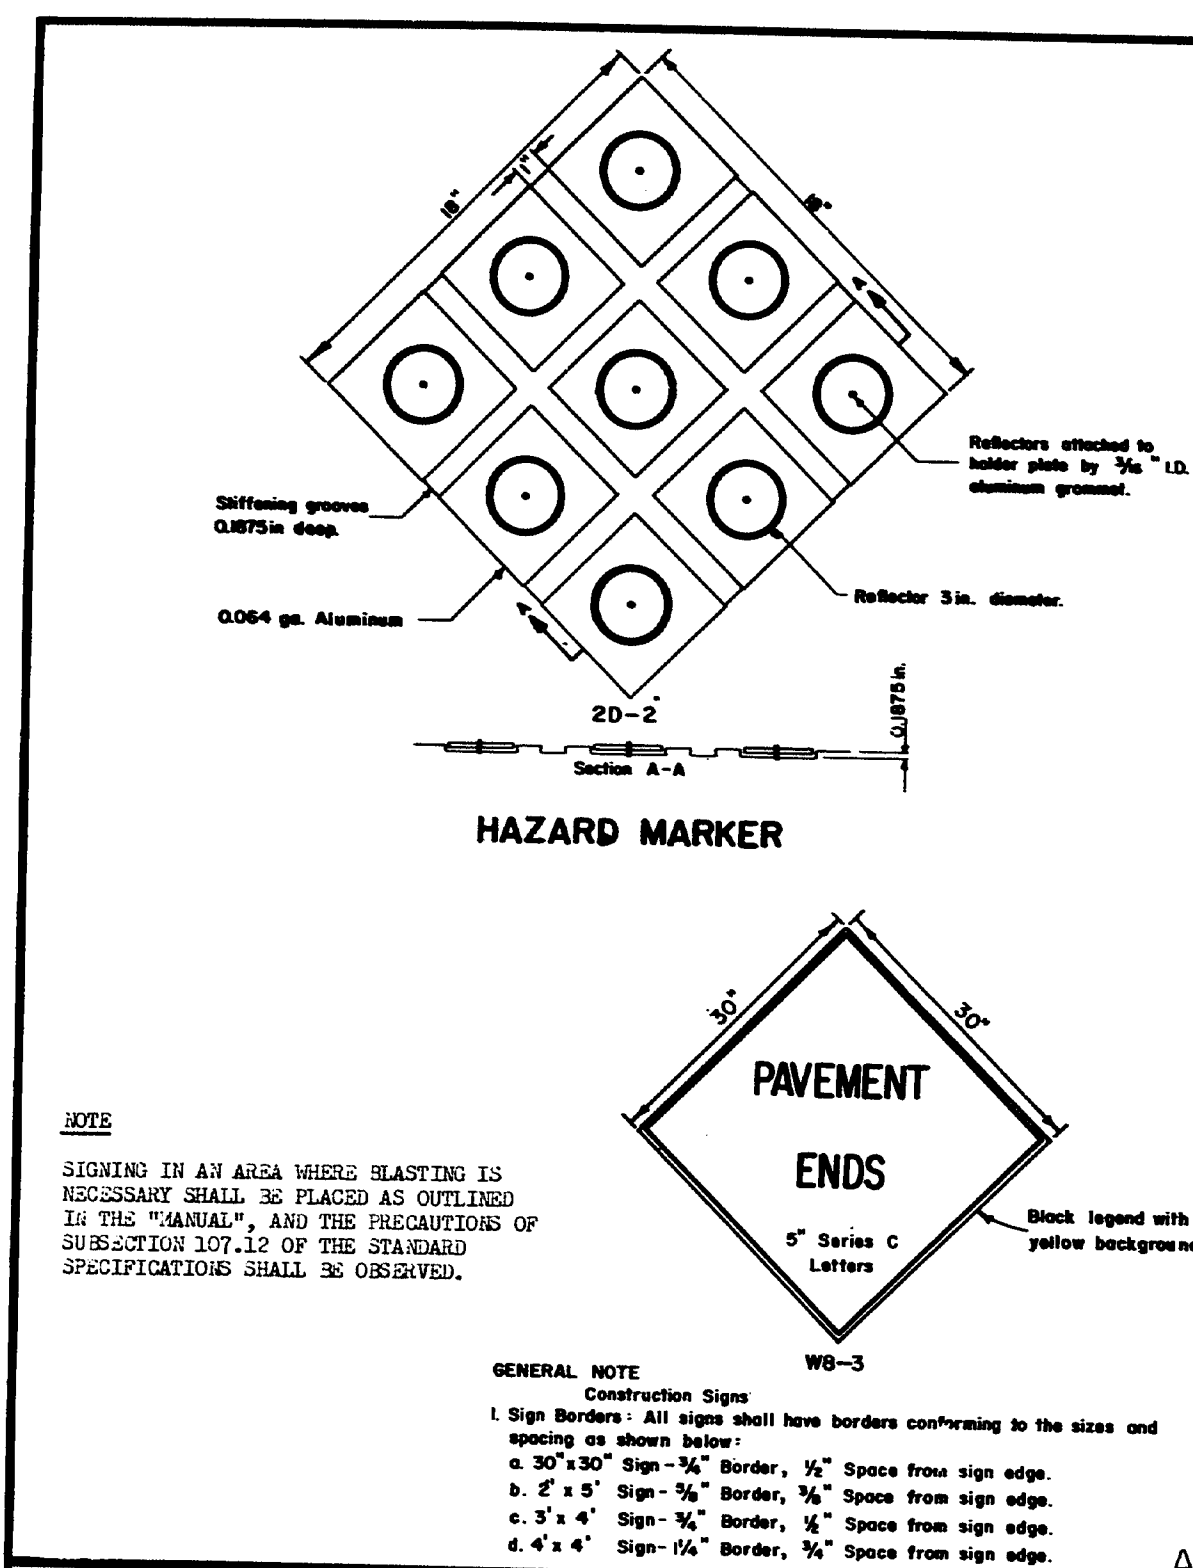 18"
1"
18"
A
Reflectors attached to
holder plate by 3/16 " I.D.
aluminum grommet.
Stiffening grooves
0.1875 in deep.
0.064 ga. Aluminum
Reflector 3 in. diameter.
A
2D-2
0.1875 in.
Section A-A
HAZARD MARKER
30"
30"
PAVEMENT
ENDS
5" Series C
Letters
Black legend with
yellow background
W8-3
NOTE
SIGNING IN AN AREA WHERE BLASTING IS
NECESSARY SHALL BE PLACED AS OUTLINED
IN THE "MANUAL", AND THE PRECAUTIONS OF
SUBSECTION 107.12 OF THE STANDARD
SPECIFICATIONS SHALL BE OBSERVED.
GENERAL NOTE
Construction Signs
1. Sign Borders: All signs shall have borders conforming to the sizes and
spacing as shown below:
a. 30"x30" Sign - 3/4" Border, 1/2" Space from sign edge.
b. 2' x 5' Sign - 5/8" Border, 3/8" Space from sign edge.
c. 3' x 4' Sign - 3/4" Border, 1/2" Space from sign edge.
d. 4' x 4' Sign - 1 1/4" Border, 3/4" Space from sign edge.